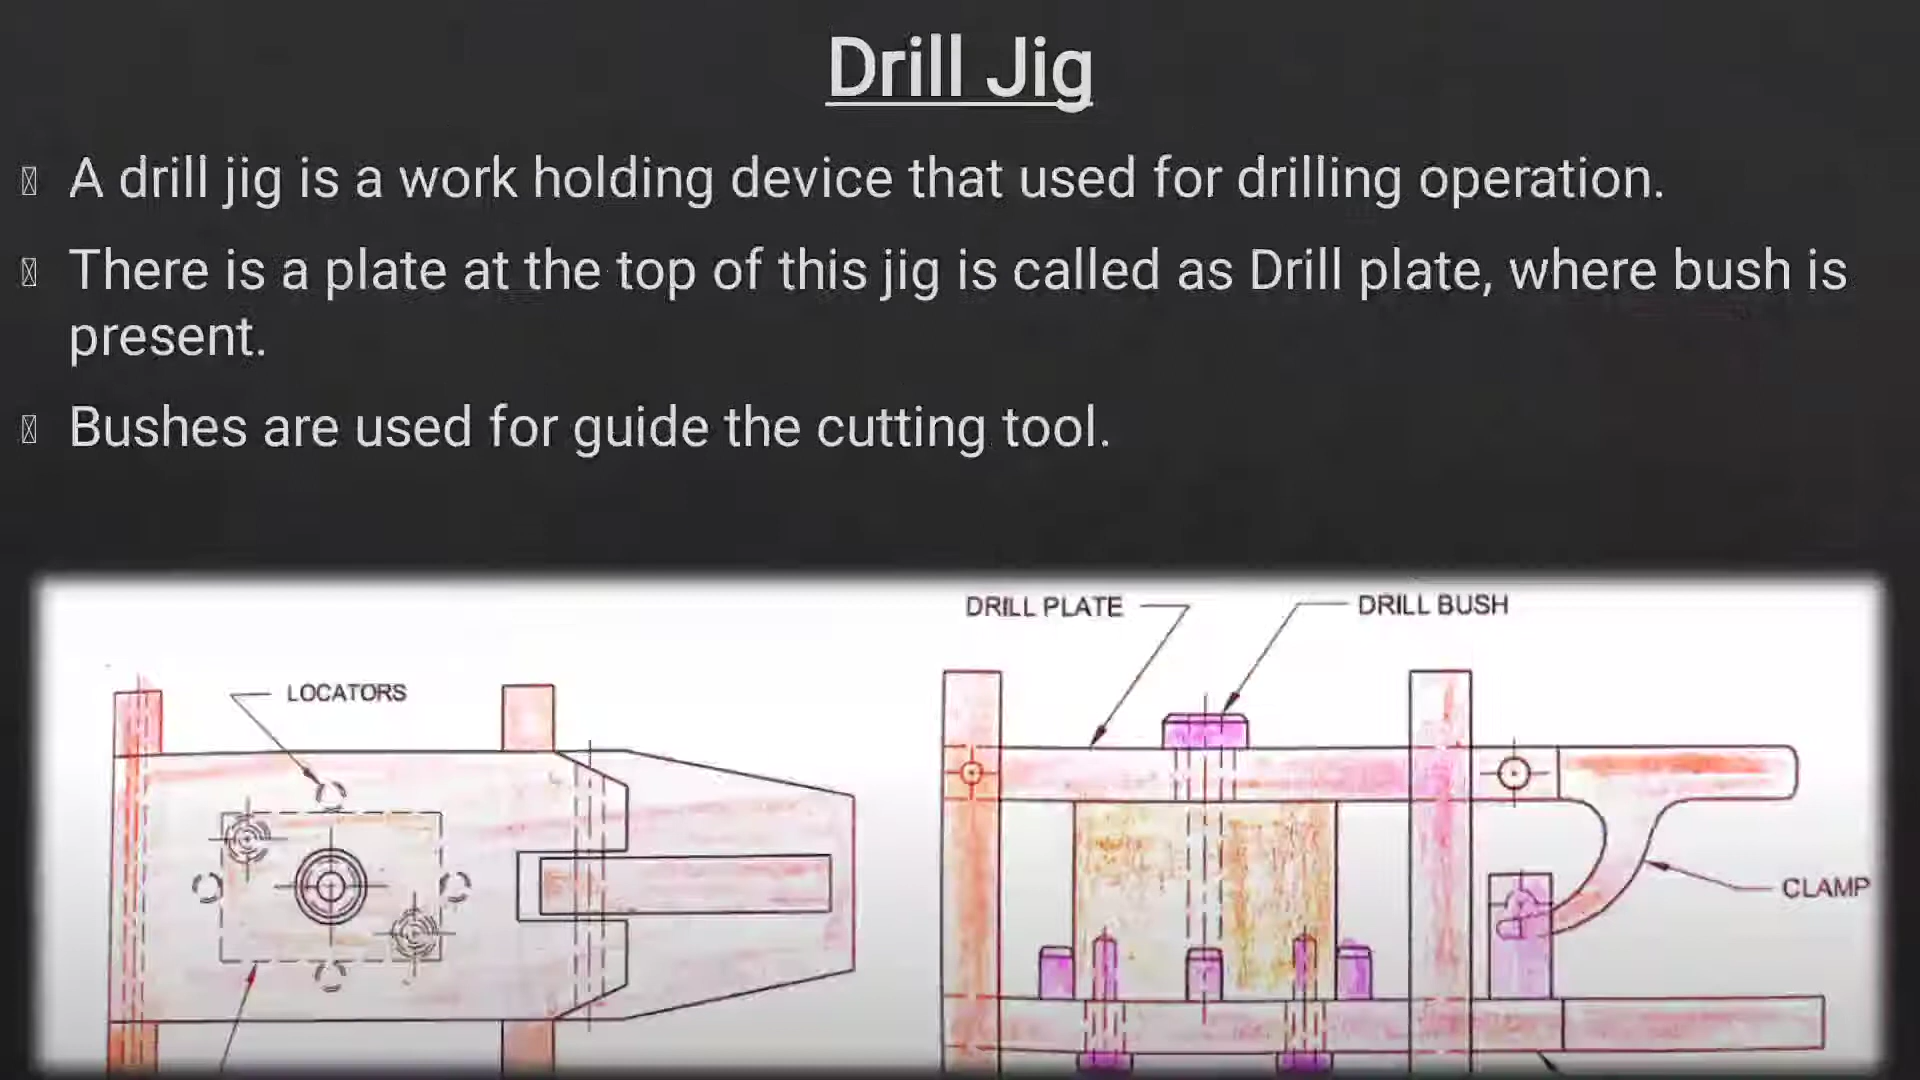 Drill Jig
A drill jig is a work holding device that used for drilling operation.
There is a plate at the top of this jig is called as Drill plate, where bush is
present.
Bushes are used for guide the cutting tool.
DRILL PLATE
DRILL BUSH
LOCATORS
CLAMP